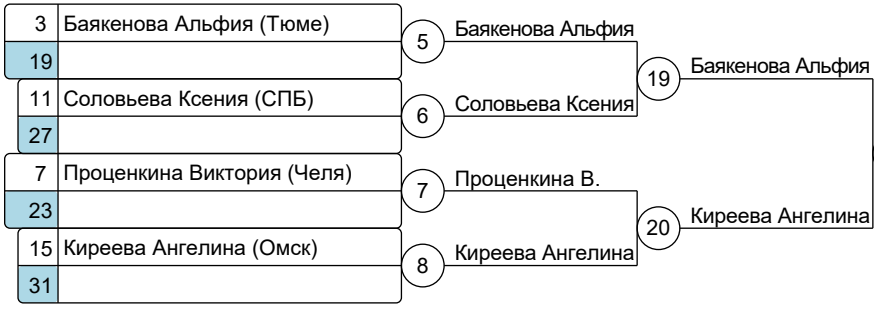 3 Баякенова Альфия (Тюме)
19
5
Баякенова Альфия
11 Соловьева Ксения (СПБ)
27
6
Соловьева Ксения
19
Баякенова Альфия
7 Проценкина Виктория (Челя)
23
7
Проценкина В.
15 Киреева Ангелина (Омск)
31
8
Киреева Ангелина
20
Киреева Ангелина